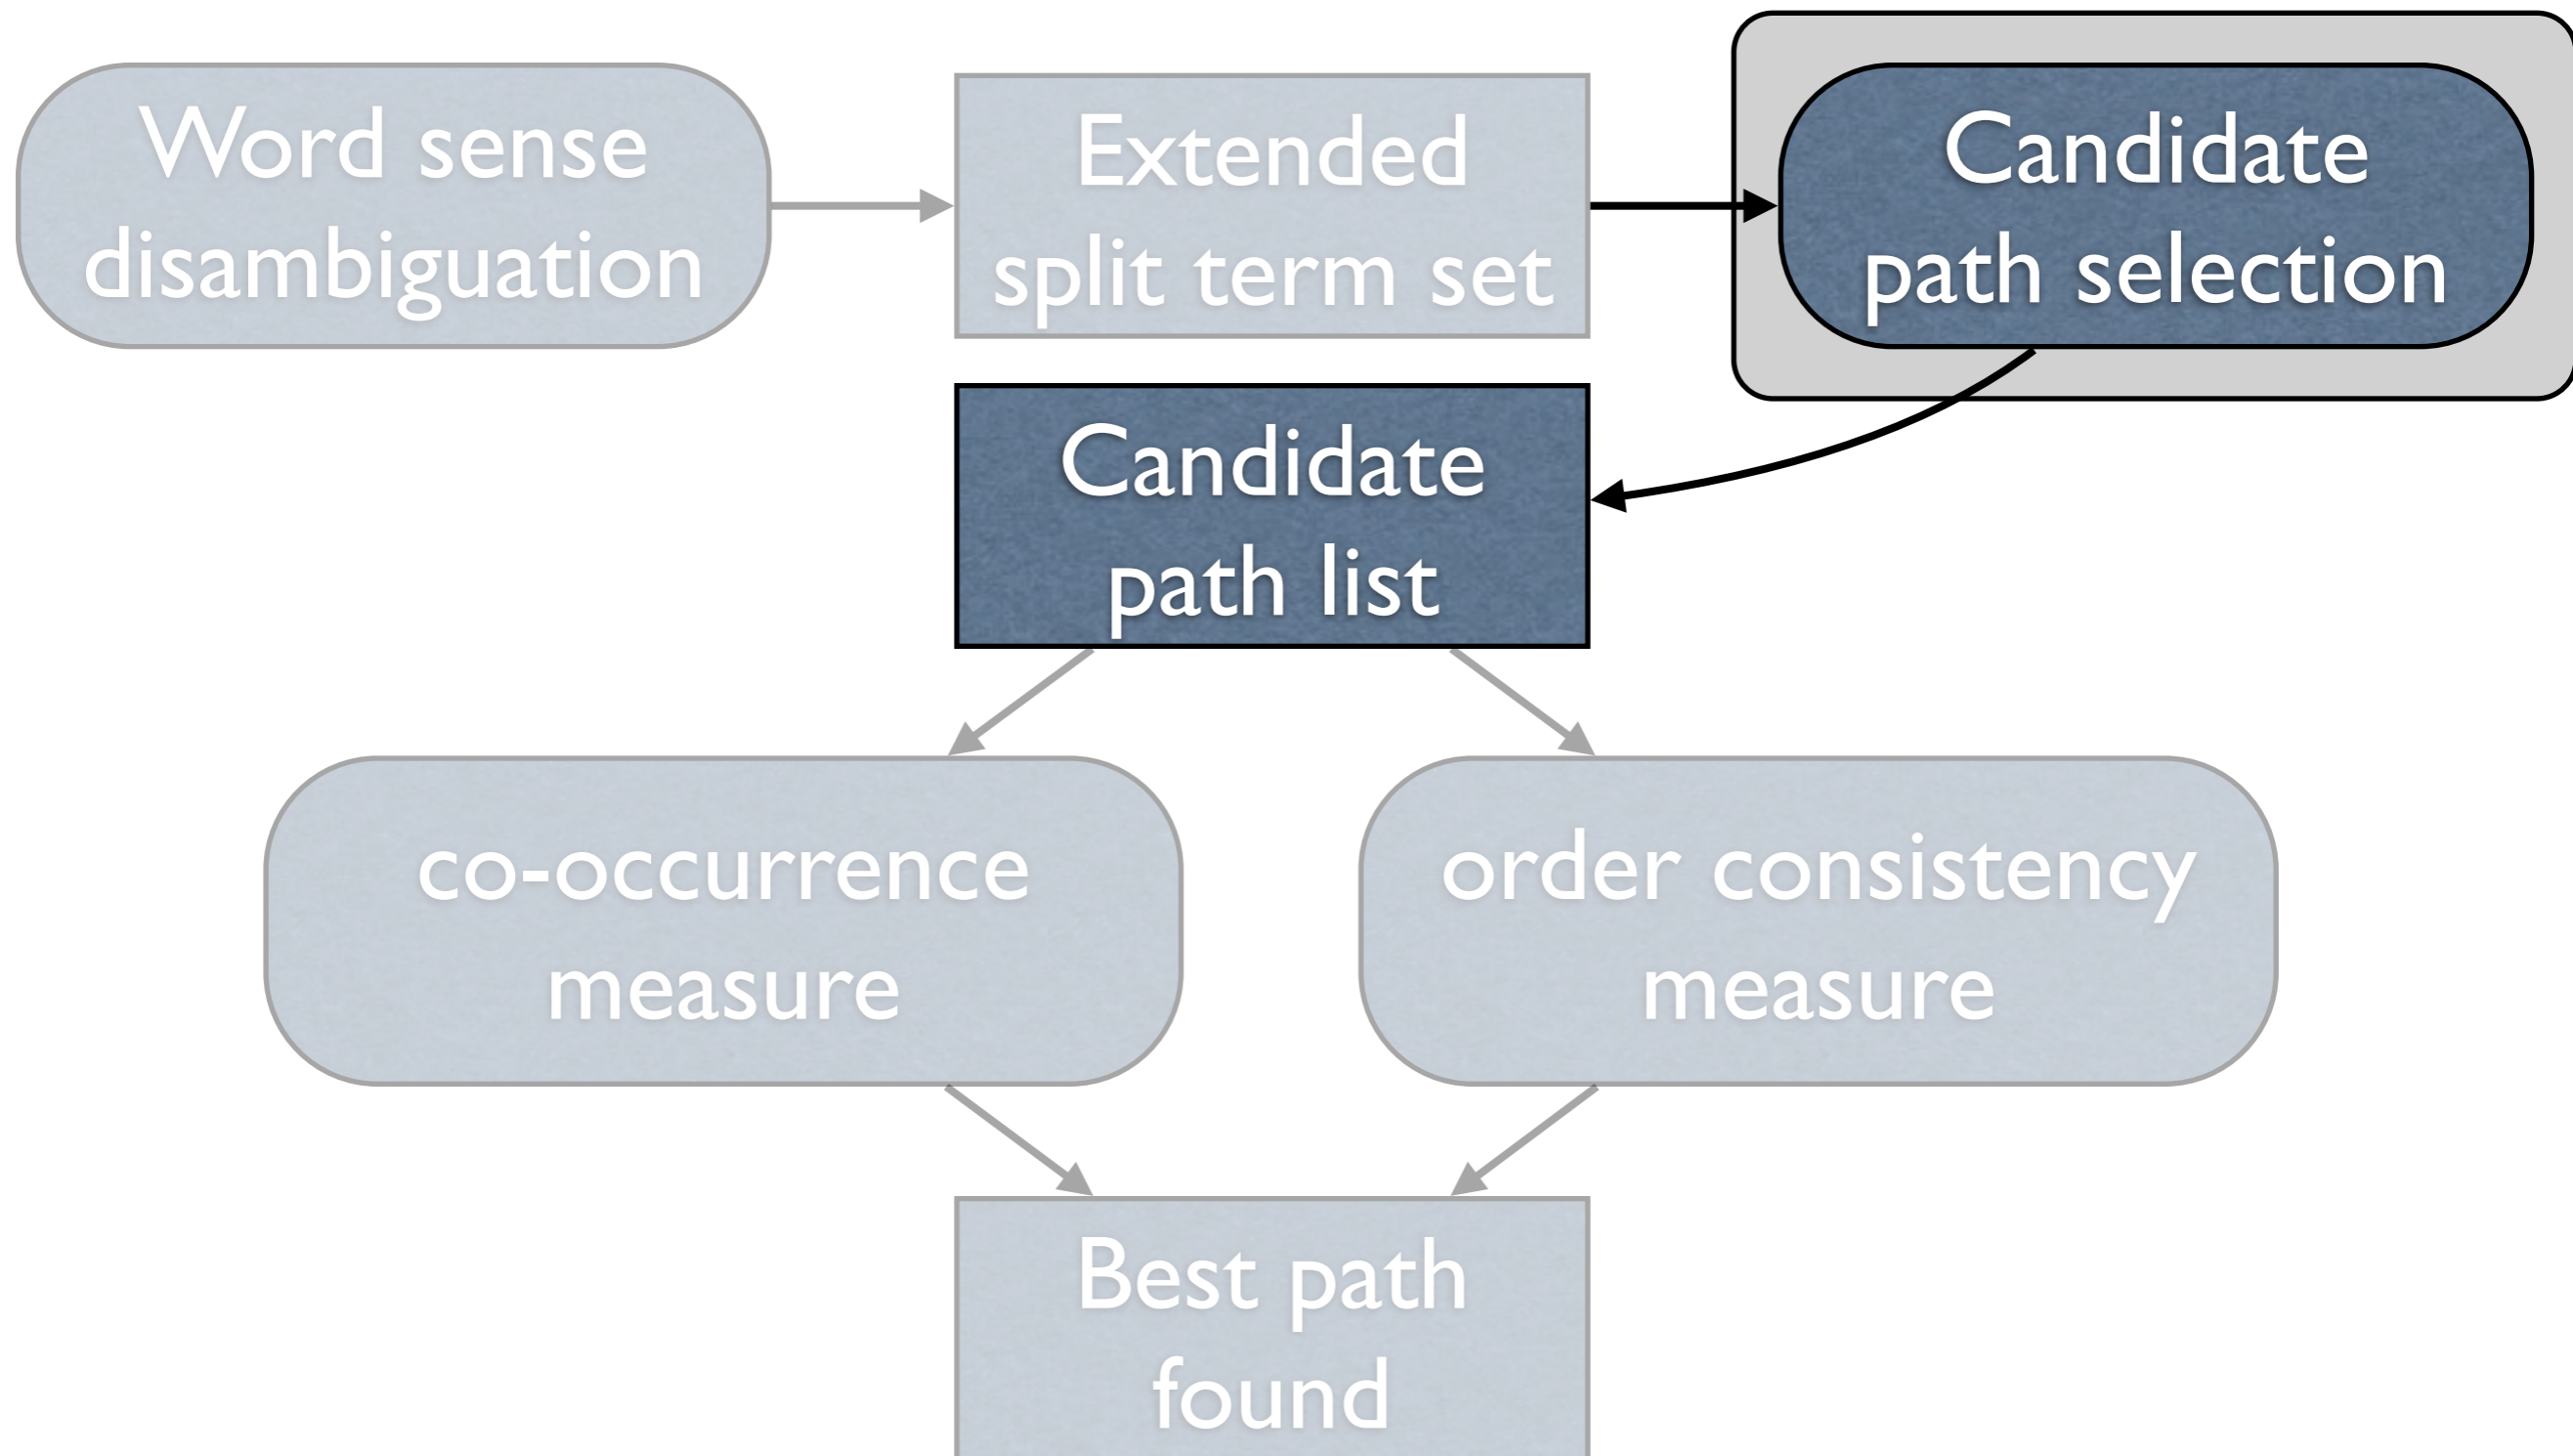 Word sense
disambiguation
Extended
split term set
Candidate
path selection
Candidate
path list
co-occurrence
measure
order consistency
measure
Best path
found